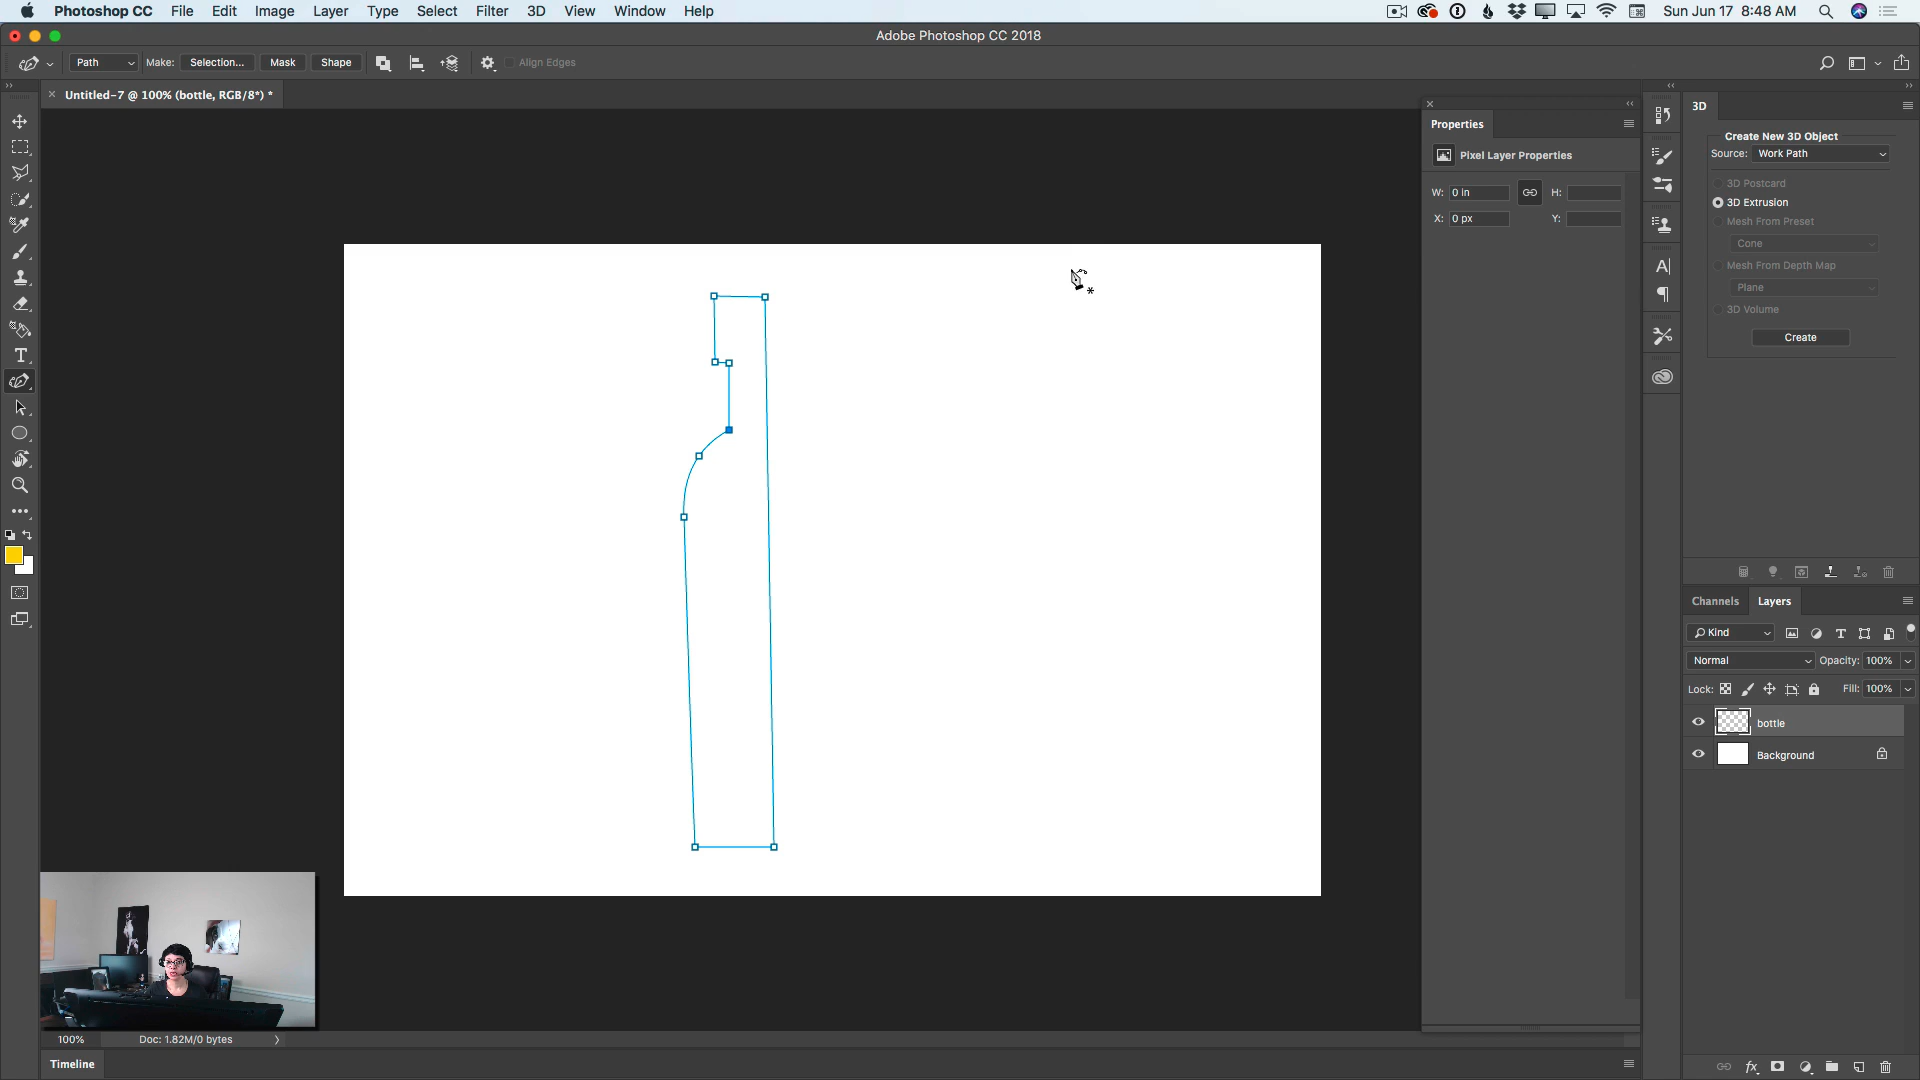 Photoshop CC File Edit Image Layer Type Select Filter 3D View Window Help Sun Jun 17 8:48 AM
Adobe Photoshop CC 2018
Path Make: Selection... Mask Shape Align Edges
Untitled-7 @ 100% (bottle, RGB/8*) *
Properties
Pixel Layer Properties
W: 0 in H:
X: 0 px Y:
3D
Create New 3D Object
Source: Work Path
3D Postcard
3D Extrusion
Mesh From Preset
Cone
Mesh From Depth Map
Plane
3D Volume
Create
Channels Layers
Kind
Normal Opacity: 100%
Lock: Fill: 100%
bottle
Background
100% Doc: 1.82M/0 bytes
Timeline